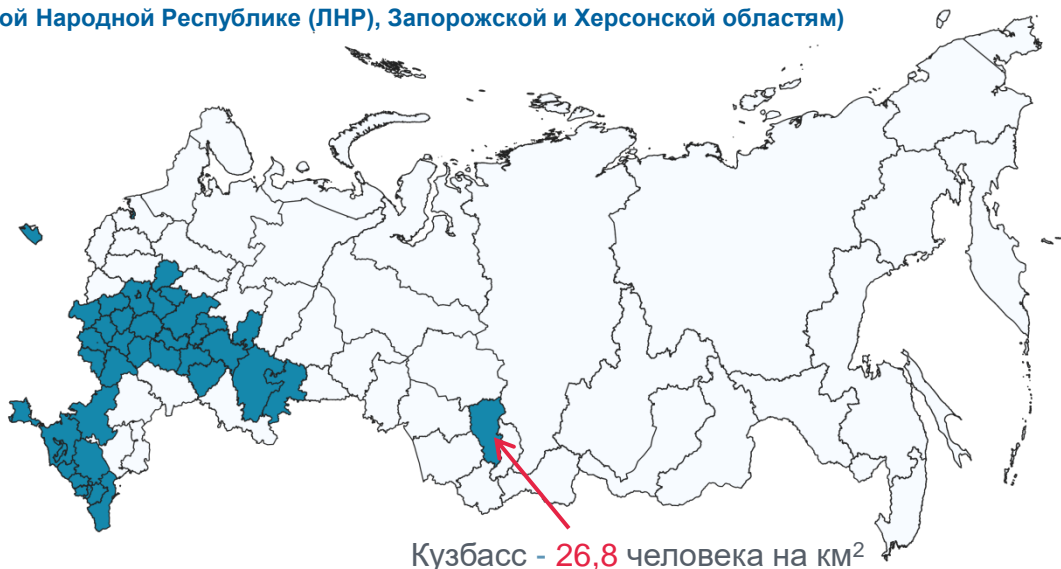 ой Народной Республике (ЛНР), Запорожской и Херсонской областям)
Кузбасс - 26,8 человека на км²